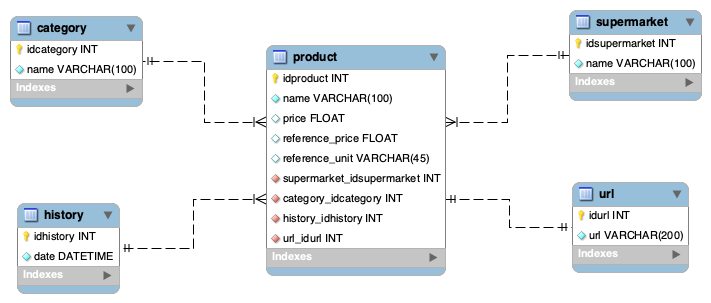 category
idcategory INT
name VARCHAR(100)
Indexes
product
idproduct INT
name VARCHAR(100)
price FLOAT
reference_price FLOAT
reference_unit VARCHAR(45)
supermarket_idsupermarket INT
category_idcategory INT
history_idhistory INT
url_idurl INT
Indexes
supermarket
idsupermarket INT
name VARCHAR(100)
Indexes
history
idhistory INT
date DATETIME
Indexes
url
idurl INT
url VARCHAR(200)
Indexes